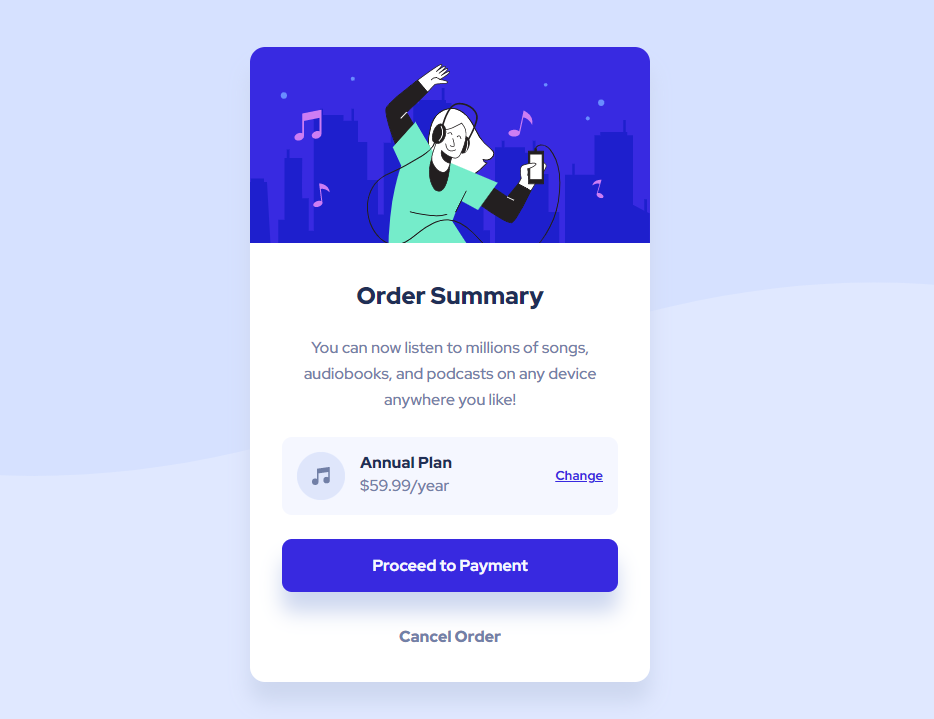 Order Summary
You can now listen to millions of songs,
audiobooks, and podcasts on any device
anywhere you like!
Annual Plan
$59.99/year
Change
Proceed to Payment
Cancel Order